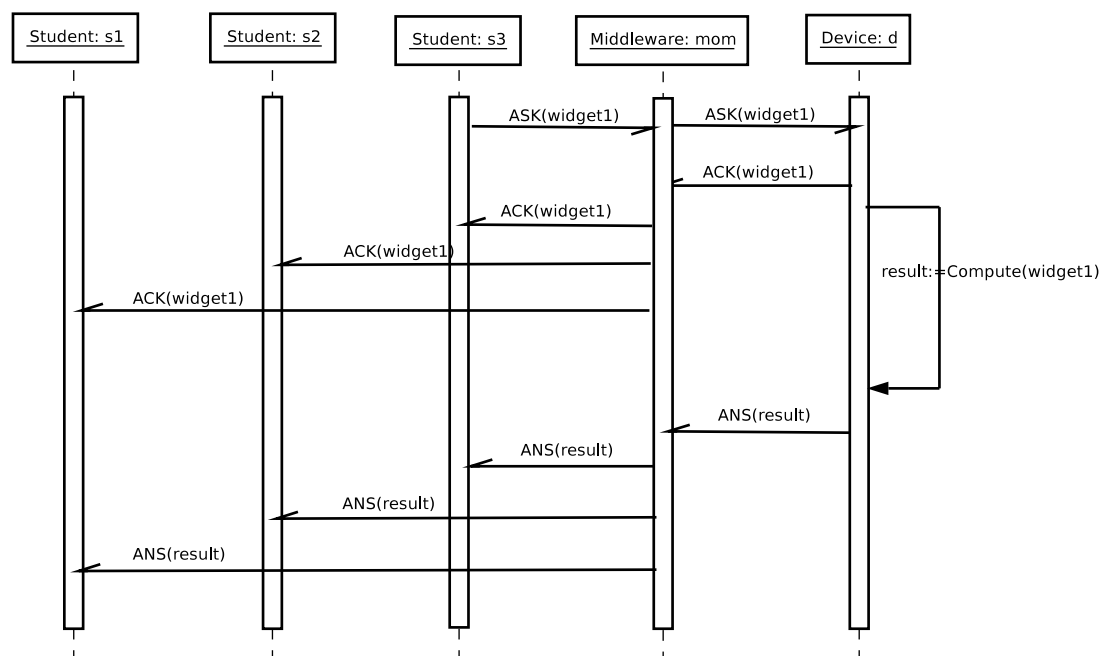 Student: s1
Student: s2
Student: s3
Middleware: mom
Device: d
ASK(widget1)
ASK(widget1)
ACK(widget1)
ACK(widget1)
ACK(widget1)
result:=Compute(widget1)
ACK(widget1)
ANS(result)
ANS(result)
ANS(result)
ANS(result)